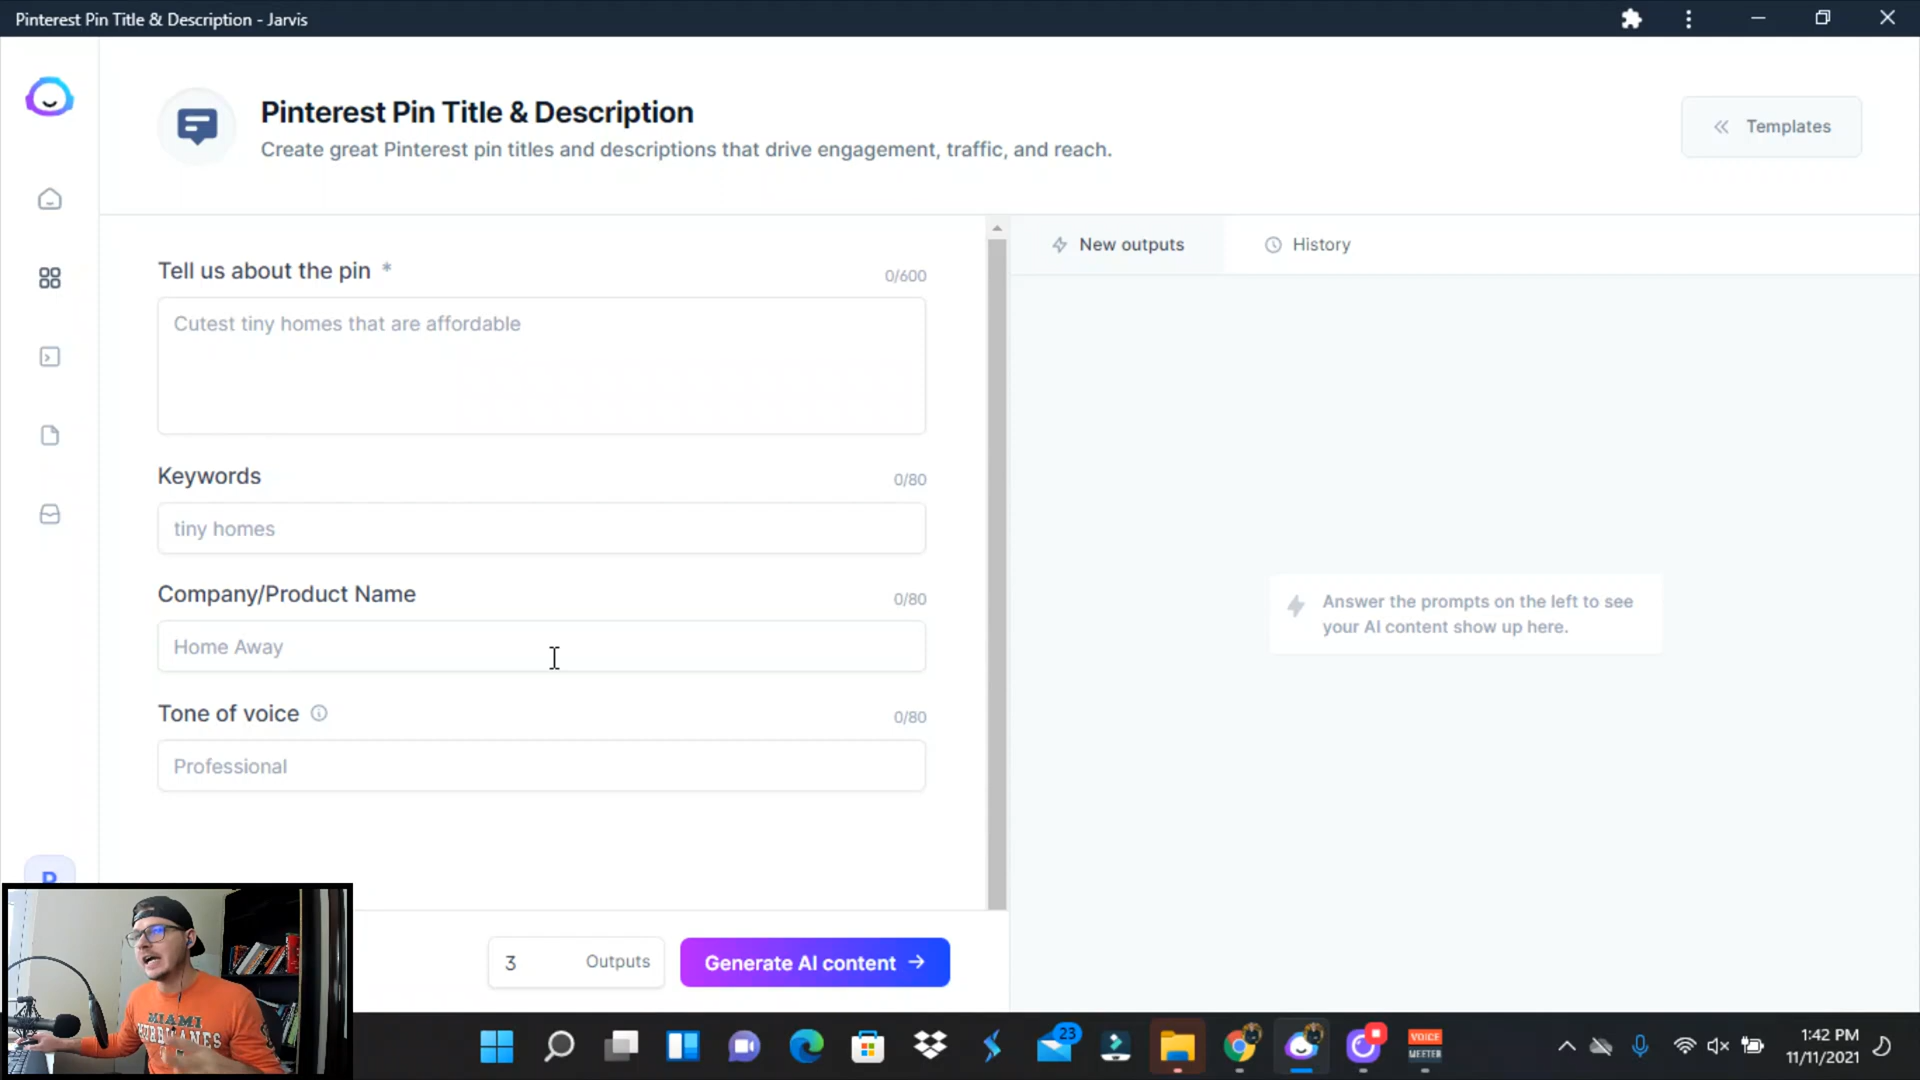 Pinterest Pin Title & Description - Jarvis
Pinterest Pin Title & Description
Create great Pinterest pin titles and descriptions that drive engagement, traffic, and reach.
Templates
Tell us about the pin *
0/600
Cutest tiny homes that are affordable
Keywords
0/80
tiny homes
Company/Product Name
0/80
Home Away
Tone of voice
0/80
Professional
3 Outputs
Generate AI content
New outputs
History
Answer the prompts on the left to see
your AI content show up here.
MIAMI
HURRICANES
23
VOICE
MEETER
1:42 PM
11/11/2021